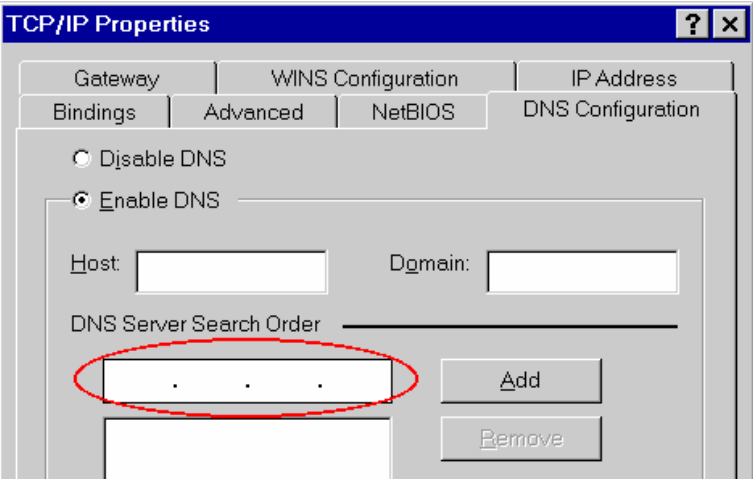 TCP/IP Properties ? ×
Gateway WINS Configuration IP Address
Bindings Advanced NetBIOS DNS Configuration
Disable DNS
Enable DNS
Host: Domain:
DNS Server Search Order
. . . Add
Remove